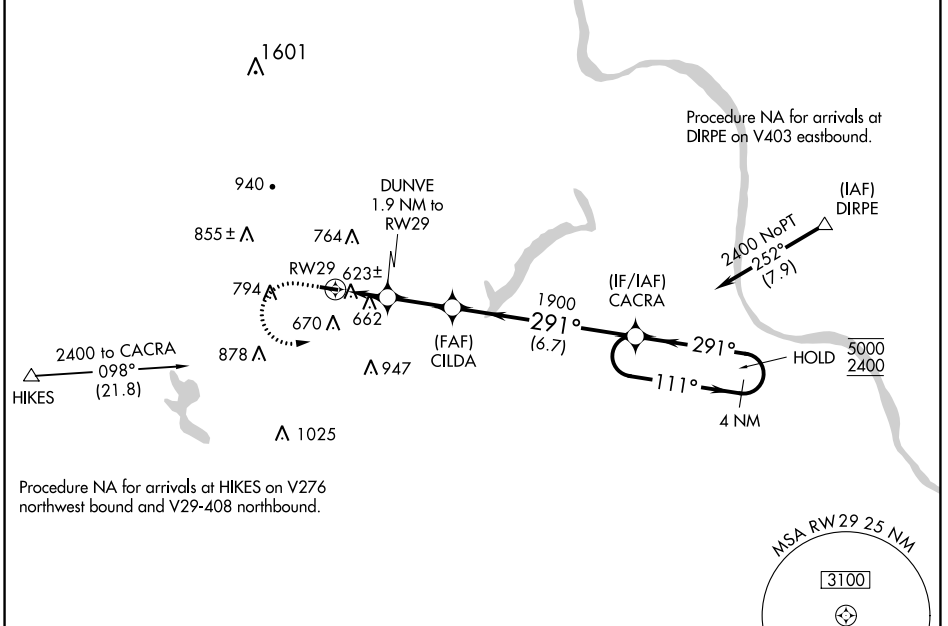 1601
Procedure NA for arrivals at
DIRPE on V403 eastbound.
940
DUNVE
1.9 NM to
RW29
(IAF)
DIRPE
855 ±
764
2400 NoPT
252°
(7.9)
RW29
623±
794
(IF/IAF)
CACRA
1900
291°
(6.7)
670
662
(FAF)
CILDA
291°
HOLD
5000
2400
2400 to CACRA
098°
(21.8)
HIKES
878
947
111°
4 NM
1025
Procedure NA for arrivals at HIKES on V276
northwest bound and V29-408 northbound.
MSA RW29 25 NM
3100